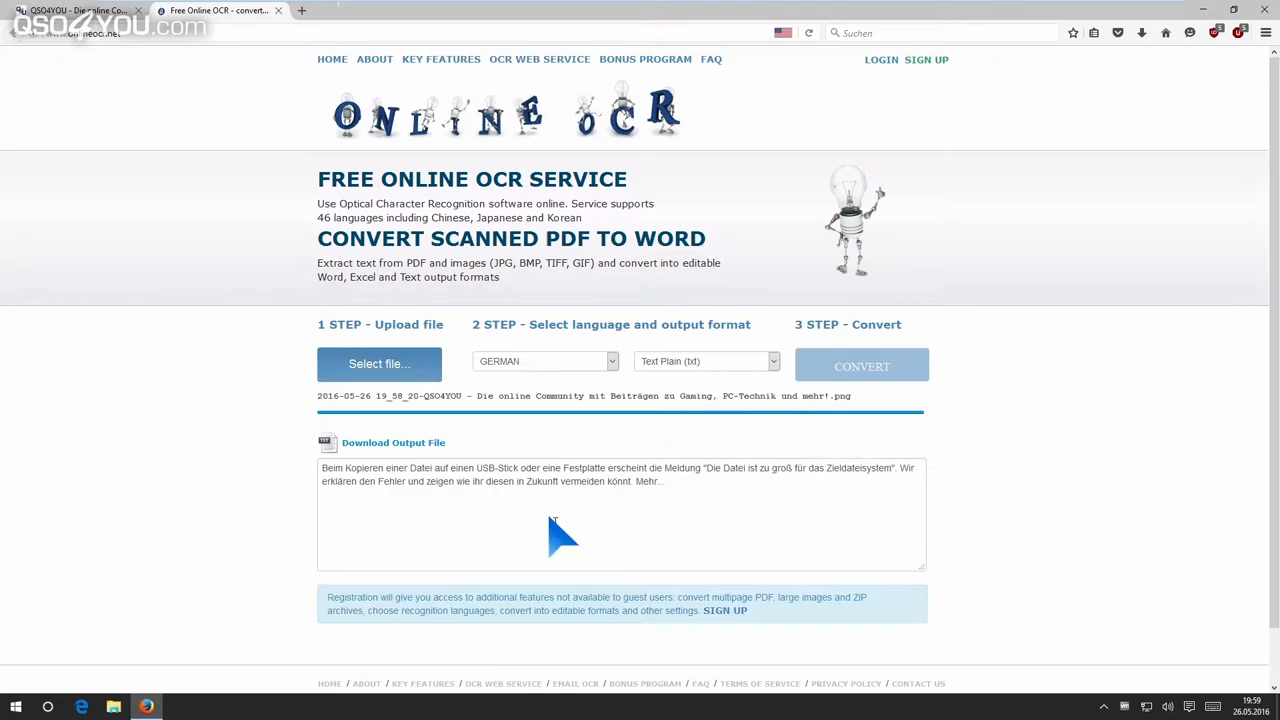 QSO4YOU - Die online Co...
Free Online OCR - convert...
QSO4YOU.com
www.onlineocr.net
Suchen
5
5
HOME ABOUT KEY FEATURES OCR WEB SERVICE BONUS PROGRAM FAQ
LOGIN SIGN UP
ONLINE OCR
FREE ONLINE OCR SERVICE
Use Optical Character Recognition software online. Service supports
46 languages including Chinese, Japanese and Korean
CONVERT SCANNED PDF TO WORD
Extract text from PDF and images (JPG, BMP, TIFF, GIF) and convert into editable
Word, Excel and Text output formats
1 STEP - Upload file
2 STEP - Select language and output format
3 STEP - Convert
Select file...
GERMAN
Text Plain (txt)
CONVERT
2016-05-26 19_58_20-QSO4YOU - Die online Community mit Beiträgen zu Gaming, PC-Technik und mehr!.png
TXT
Download Output File
Beim Kopieren einer Datei auf einen USB-Stick oder eine Festplatte erscheint die Meldung "Die Datei ist zu groß für das Zieldateisystem". Wir
erklären den Fehler und zeigen wie ihr diesen in Zukunft vermeiden könnt. Mehr...
Registration will give you access to additional features not available to guest users: convert multipage PDF, large images and ZIP
archives, choose recognition languages, convert into editable formats and other settings. SIGN UP
HOME / ABOUT / KEY FEATURES / OCR WEB SERVICE / EMAIL OCR / BONUS PROGRAM / FAQ / TERMS OF SERVICE / PRIVACY POLICY / CONTACT US
19:59
26.05.2016